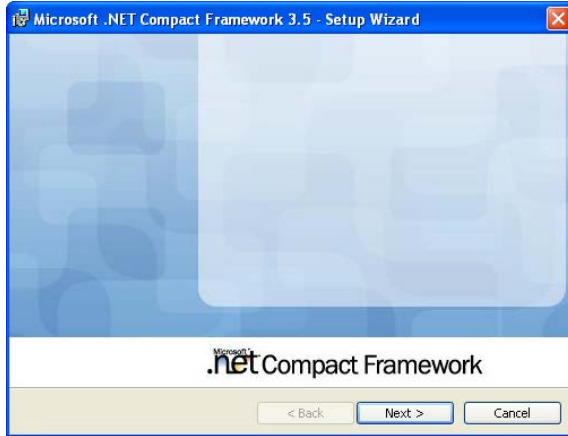 Microsoft .NET Compact Framework 3.5 - Setup Wizard
Microsoft
.net Compact Framework
< Back Next > Cancel